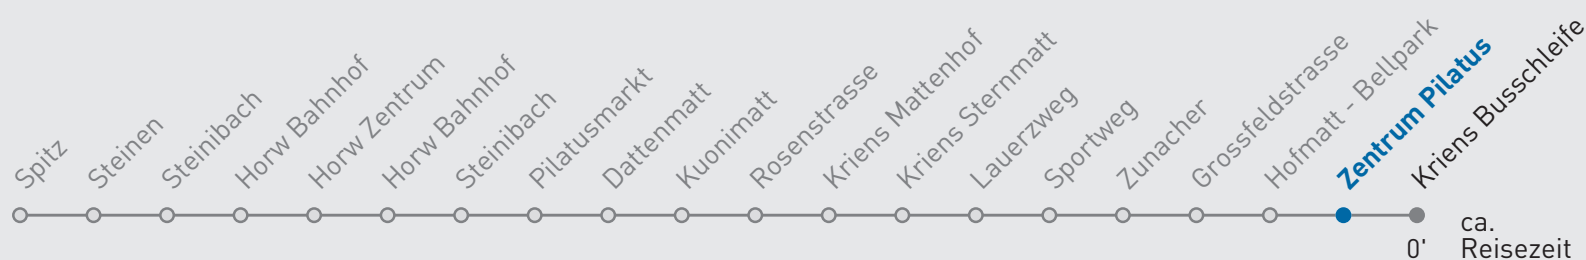 Spitz
Steinen
Steinibach
Horw Bahnhof
Horw Zentrum
Horw Bahnhof
Steinibach
Pilatusmarkt
Dattenmatt
Kuonimatt
Rosenstrasse
Kriens Mattenhof
Kriens Sternmatt
Lauerzweg
Sportweg
Zunacher
Grossfeldstrasse
Hofmatt - Bellpark
Zentrum Pilatus
Kriens Busschleife
ca.
0' Reisezeit